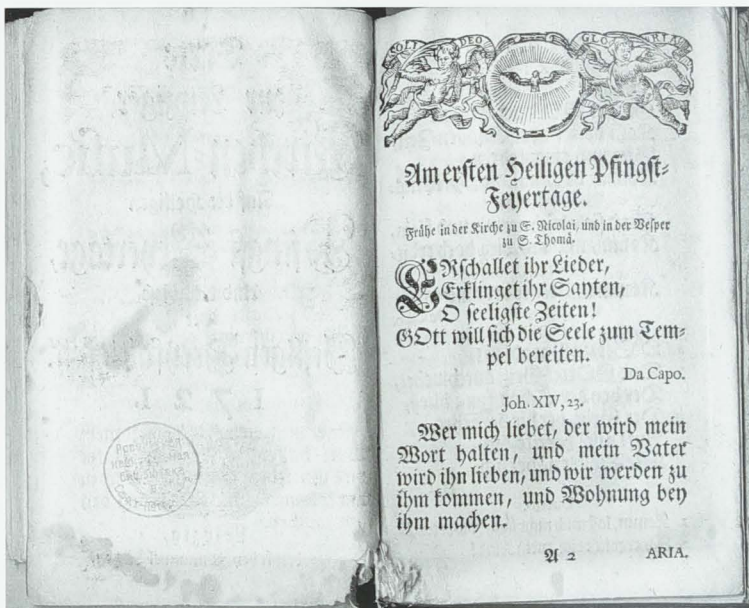 SOLI DEO GLORIA
Am ersten Heiligen Pfingst-
Feyertage.
Frühe in der Kirche zu S. Nicolai, und in der Vesper
zu S. Thomä.
ERschallet ihr Lieder,
Erklinget ihr Sayten,
O seeligste Zeiten!
GOtt will sich die Seele zum Tem-
pel bereiten.
Da Capo.
Joh. XIV, 23.
Wer mich liebet, der wird mein
Wort halten, und mein Vater
wird ihn lieben, und wir werden zu
ihm kommen, und Wohnung bey
ihm machen.
A 2 ARIA.